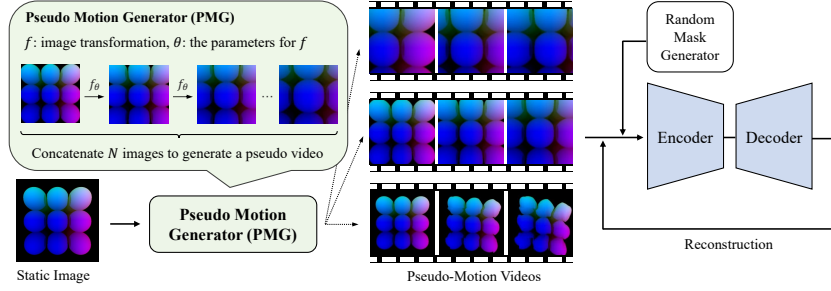 Pseudo Motion Generator (PMG)
f: image transformation, θ: the parameters for f
fθ
fθ
...
Concatenate N images to generate a pseudo video
Static Image
Pseudo Motion
Generator (PMG)
Pseudo-Motion Videos
Random
Mask
Generator
Encoder
Decoder
Reconstruction